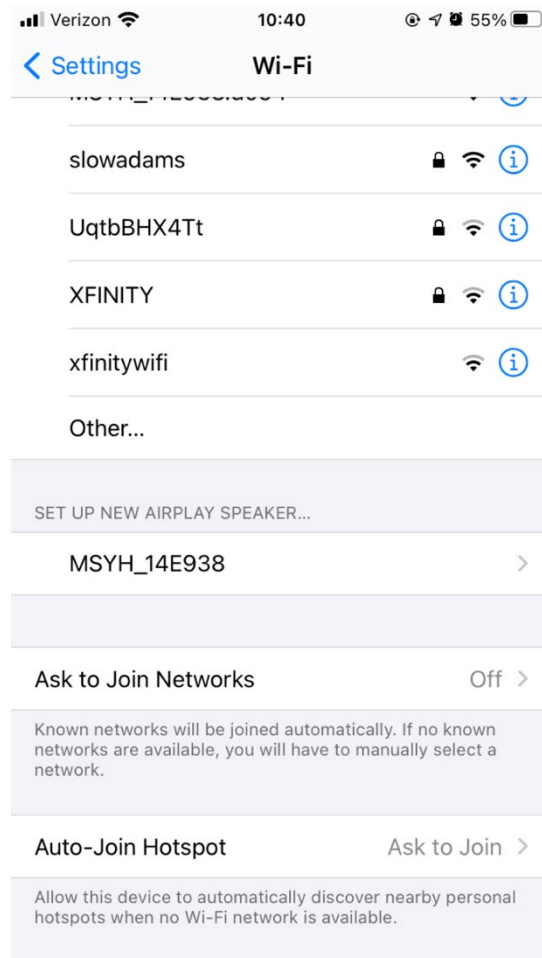 Verizon 10:40 55%
Settings Wi-Fi
slowadams
UqtbBHX4Tt
XFINITY
xfinitywifi
Other...
SET UP NEW AIRPLAY SPEAKER...
MSYH_14E938
Ask to Join Networks Off
Known networks will be joined automatically. If no known
networks are available, you will have to manually select a
network.
Auto-Join Hotspot Ask to Join
Allow this device to automatically discover nearby personal
hotspots when no Wi-Fi network is available.